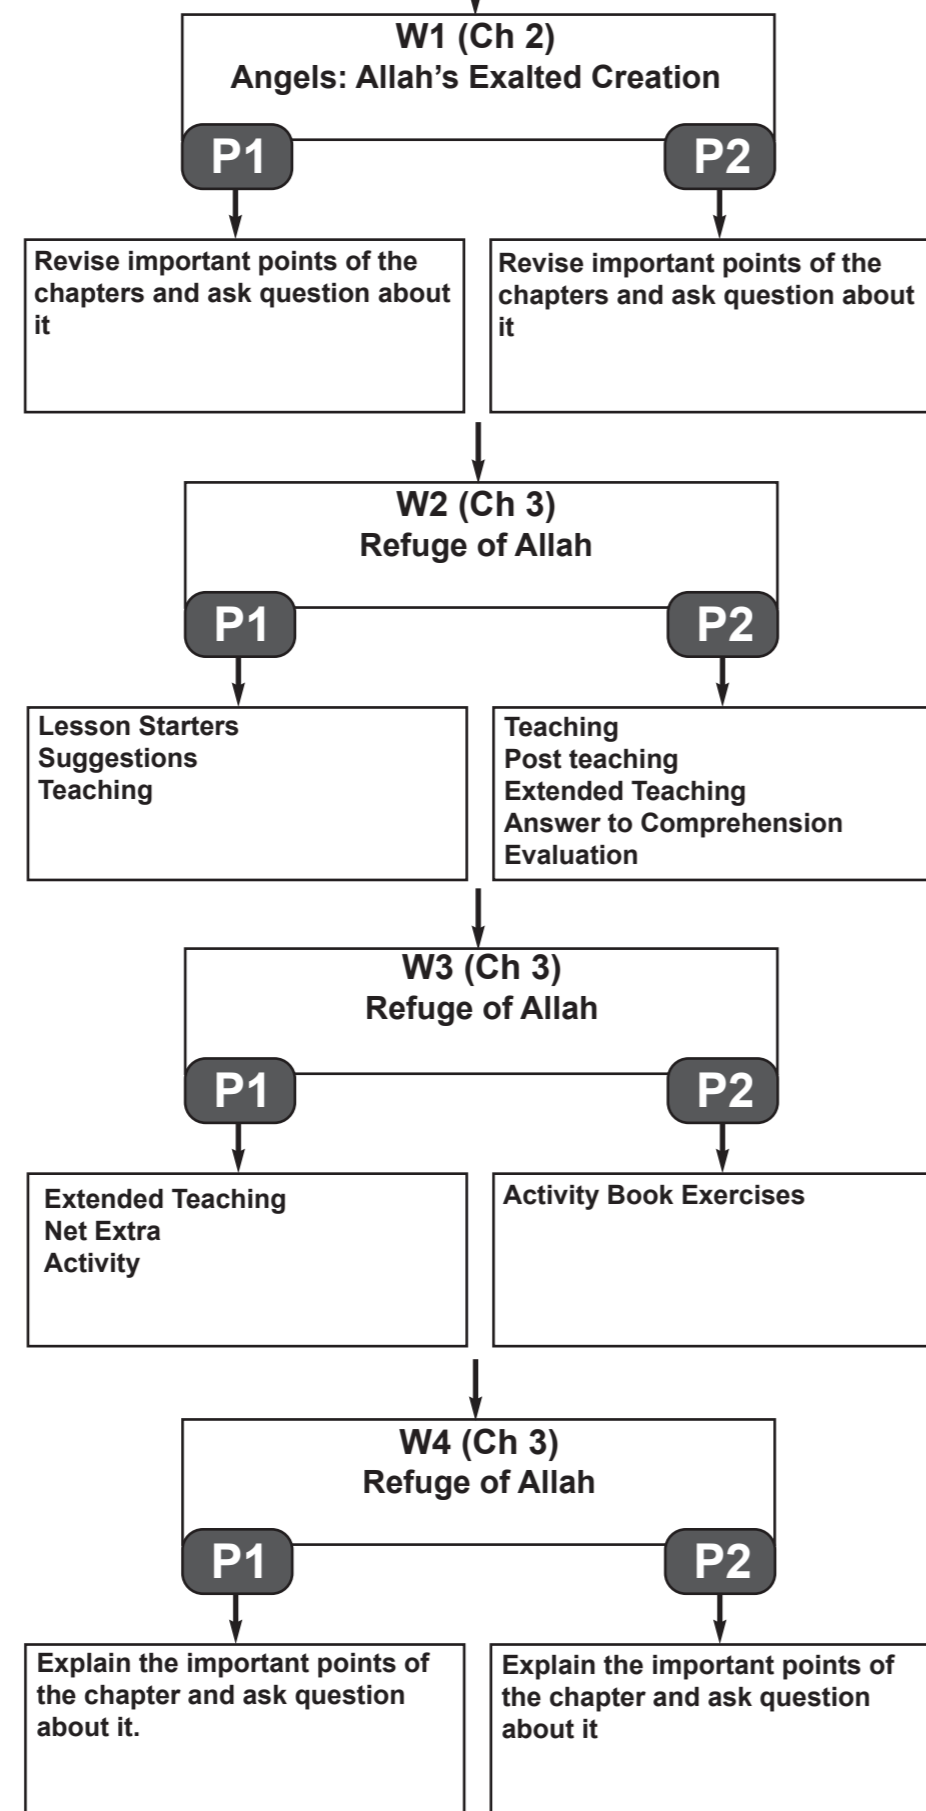 W1 (Ch 2)
Angels: Allah's Exalted Creation
P1
P2
Revise important points of the
chapters and ask question about
it
Revise important points of the
chapters and ask question about
it
W2 (Ch 3)
Refuge of Allah
P1
P2
Lesson Starters
Suggestions
Teaching
Teaching
Post teaching
Extended Teaching
Answer to Comprehension
Evaluation
W3 (Ch 3)
Refuge of Allah
P1
P2
Extended Teaching
Net Extra
Activity
Activity Book Exercises
W4 (Ch 3)
Refuge of Allah
P1
P2
Explain the important points of
the chapter and ask question
about it.
Explain the important points of
the chapter and ask question
about it